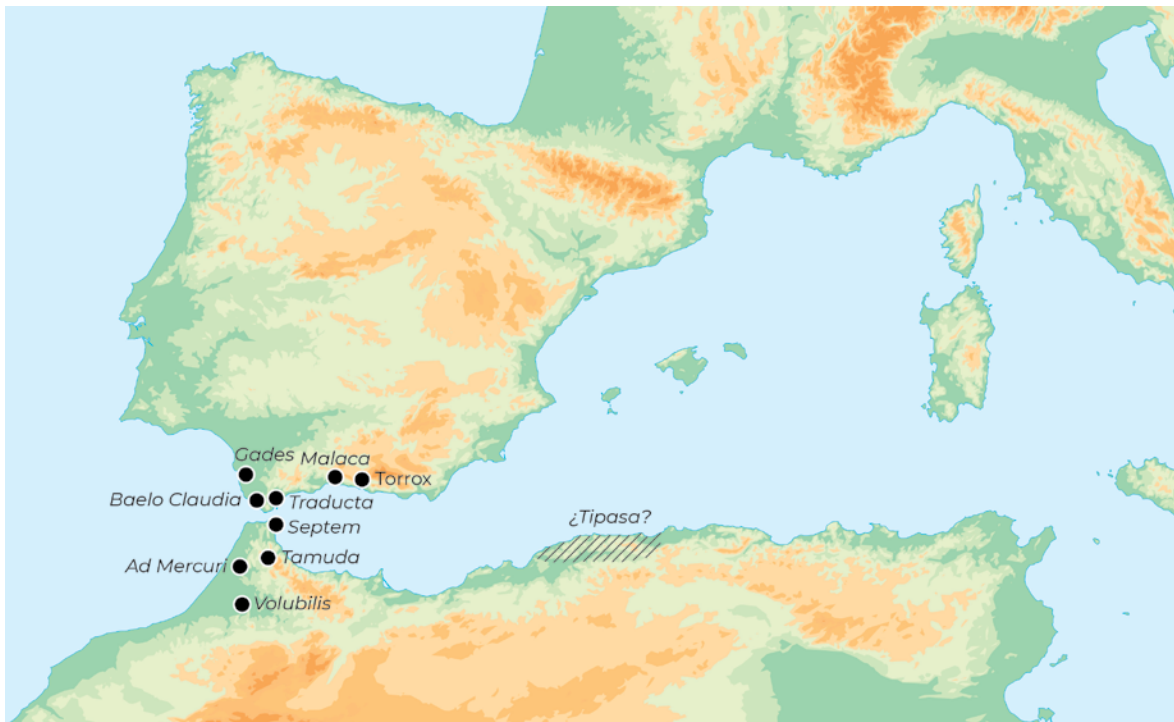 Gades
Malaca
Torrox
Baelo Claudia
Traducta
Septem
¿Tipasa?
Tamuda
Ad Mercuri
Volubilis